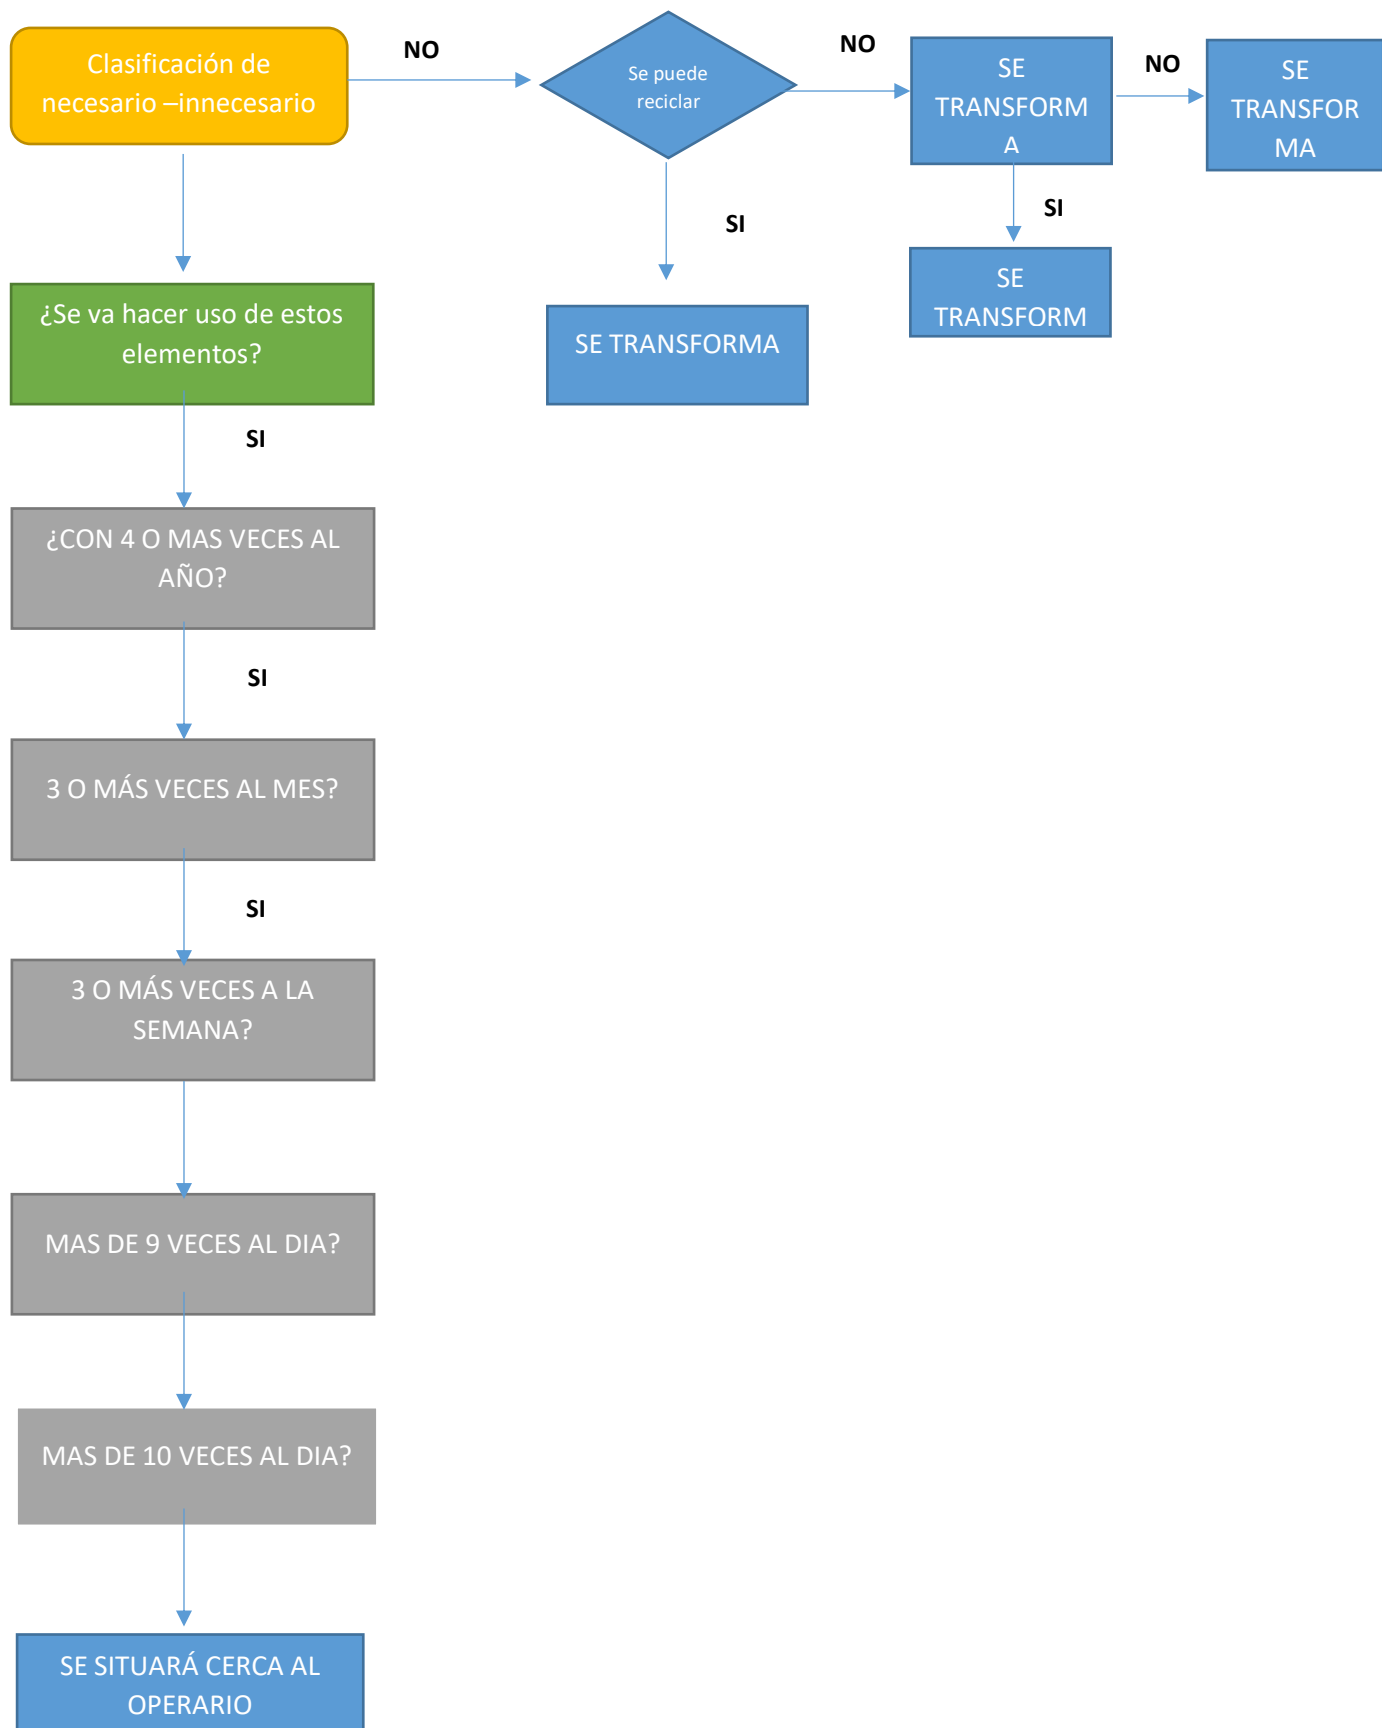 Clasificación de
necesario –innecesario
NO
Se puede
reciclar
NO
SE
TRANSFORM
A
NO
SE
TRANSFOR
MA
SI
SE TRANSFORMA
SI
SE
TRANSFORM
¿Se va hacer uso de estos
elementos?
SI
¿CON 4 O MAS VECES AL
AÑO?
SI
3 O MÁS VECES AL MES?
SI
3 O MÁS VECES A LA
SEMANA?
MAS DE 9 VECES AL DIA?
MAS DE 10 VECES AL DIA?
SE SITUARÁ CERCA AL
OPERARIO